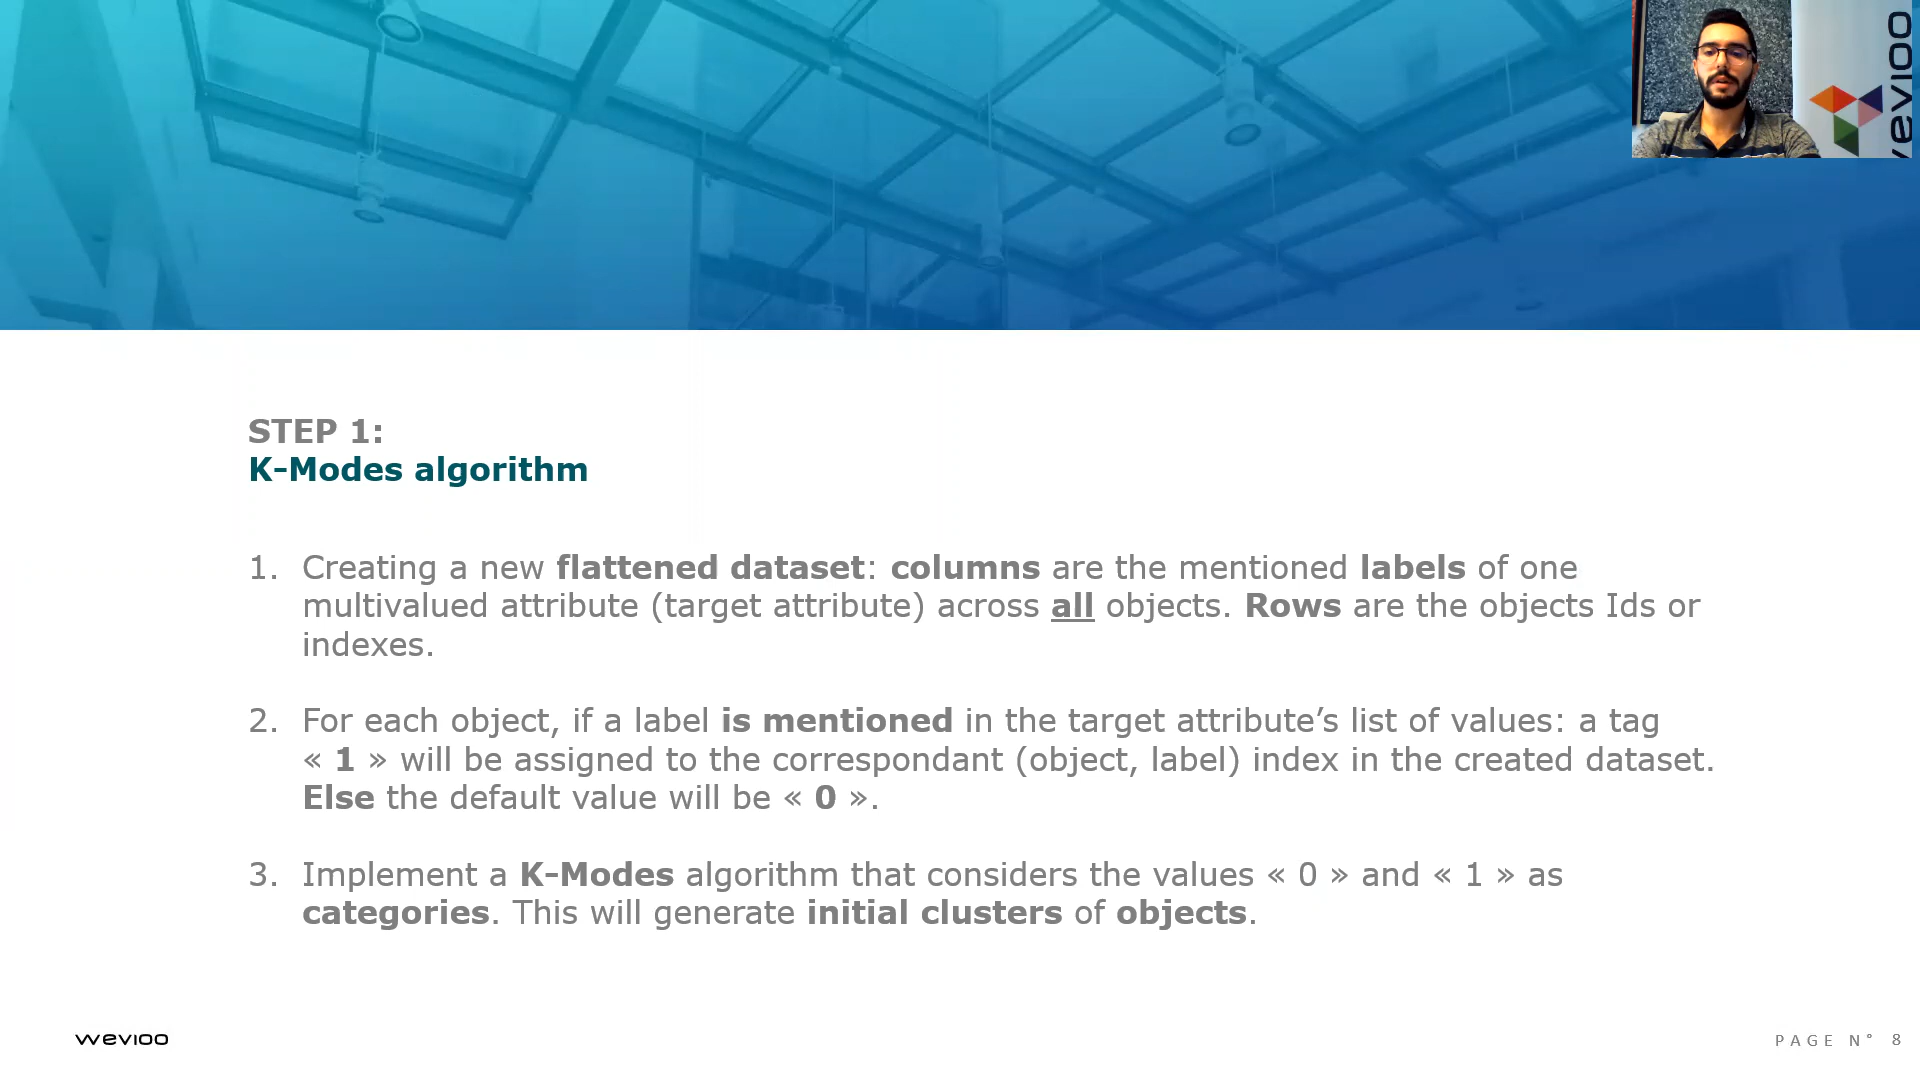 wevioo
STEP 1:
K-Modes algorithm
1. Creating a new flattened dataset: columns are the mentioned labels of one
multivalued attribute (target attribute) across all objects. Rows are the objects Ids or
indexes.
2. For each object, if a label is mentioned in the target attribute’s list of values: a tag
« 1 » will be assigned to the correspondant (object, label) index in the created dataset.
Else the default value will be « 0 ».
3. Implement a K-Modes algorithm that considers the values « 0 » and « 1 » as
categories. This will generate initial clusters of objects.
wevioo
PAGE N° 8